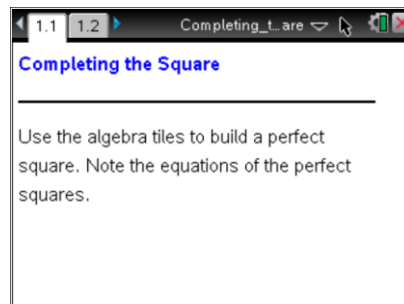 1.1 1.2 Completing_t…are
Completing the Square
Use the algebra tiles to build a perfect
square. Note the equations of the perfect
squares.